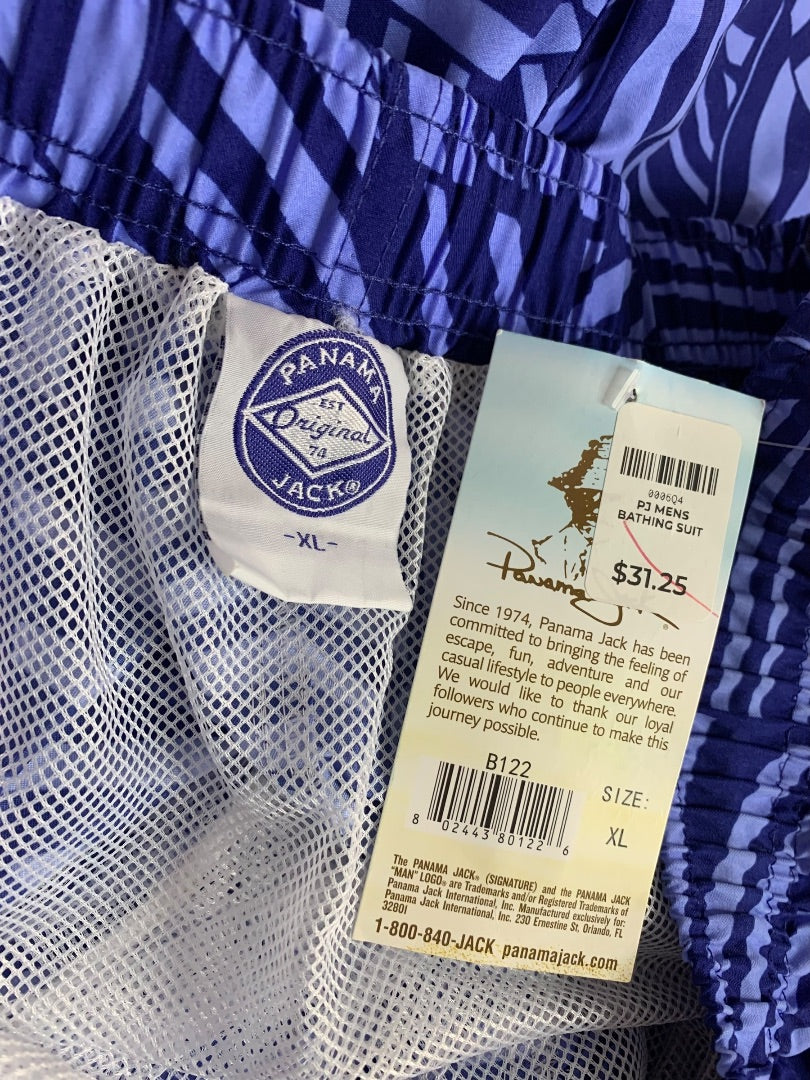 PANAMA
EST
Original
74
JACK®
-XL-
0006Q4
PJ MENS
BATHING SUIT
$31.25
Panama
Since 1974, Panama Jack has been
committed to bringing the feeling of
escape, fun, adventure and our
casual lifestyle to people everywhere.
We would like to thank our loyal
followers who continue to make this
journey possible.
B122
8 02443 80122 6
SIZE:
XL
The PANAMA JACK® (SIGNATURE) and the PANAMA JACK
"MAN" LOGO® are Trademarks and/or Registered Trademarks of
Panama Jack International, Inc. Manufactured exclusively for:
Panama Jack International, Inc. 230 Ernestine St. Orlando, FL
32801
1-800-840-JACK panamajack.com